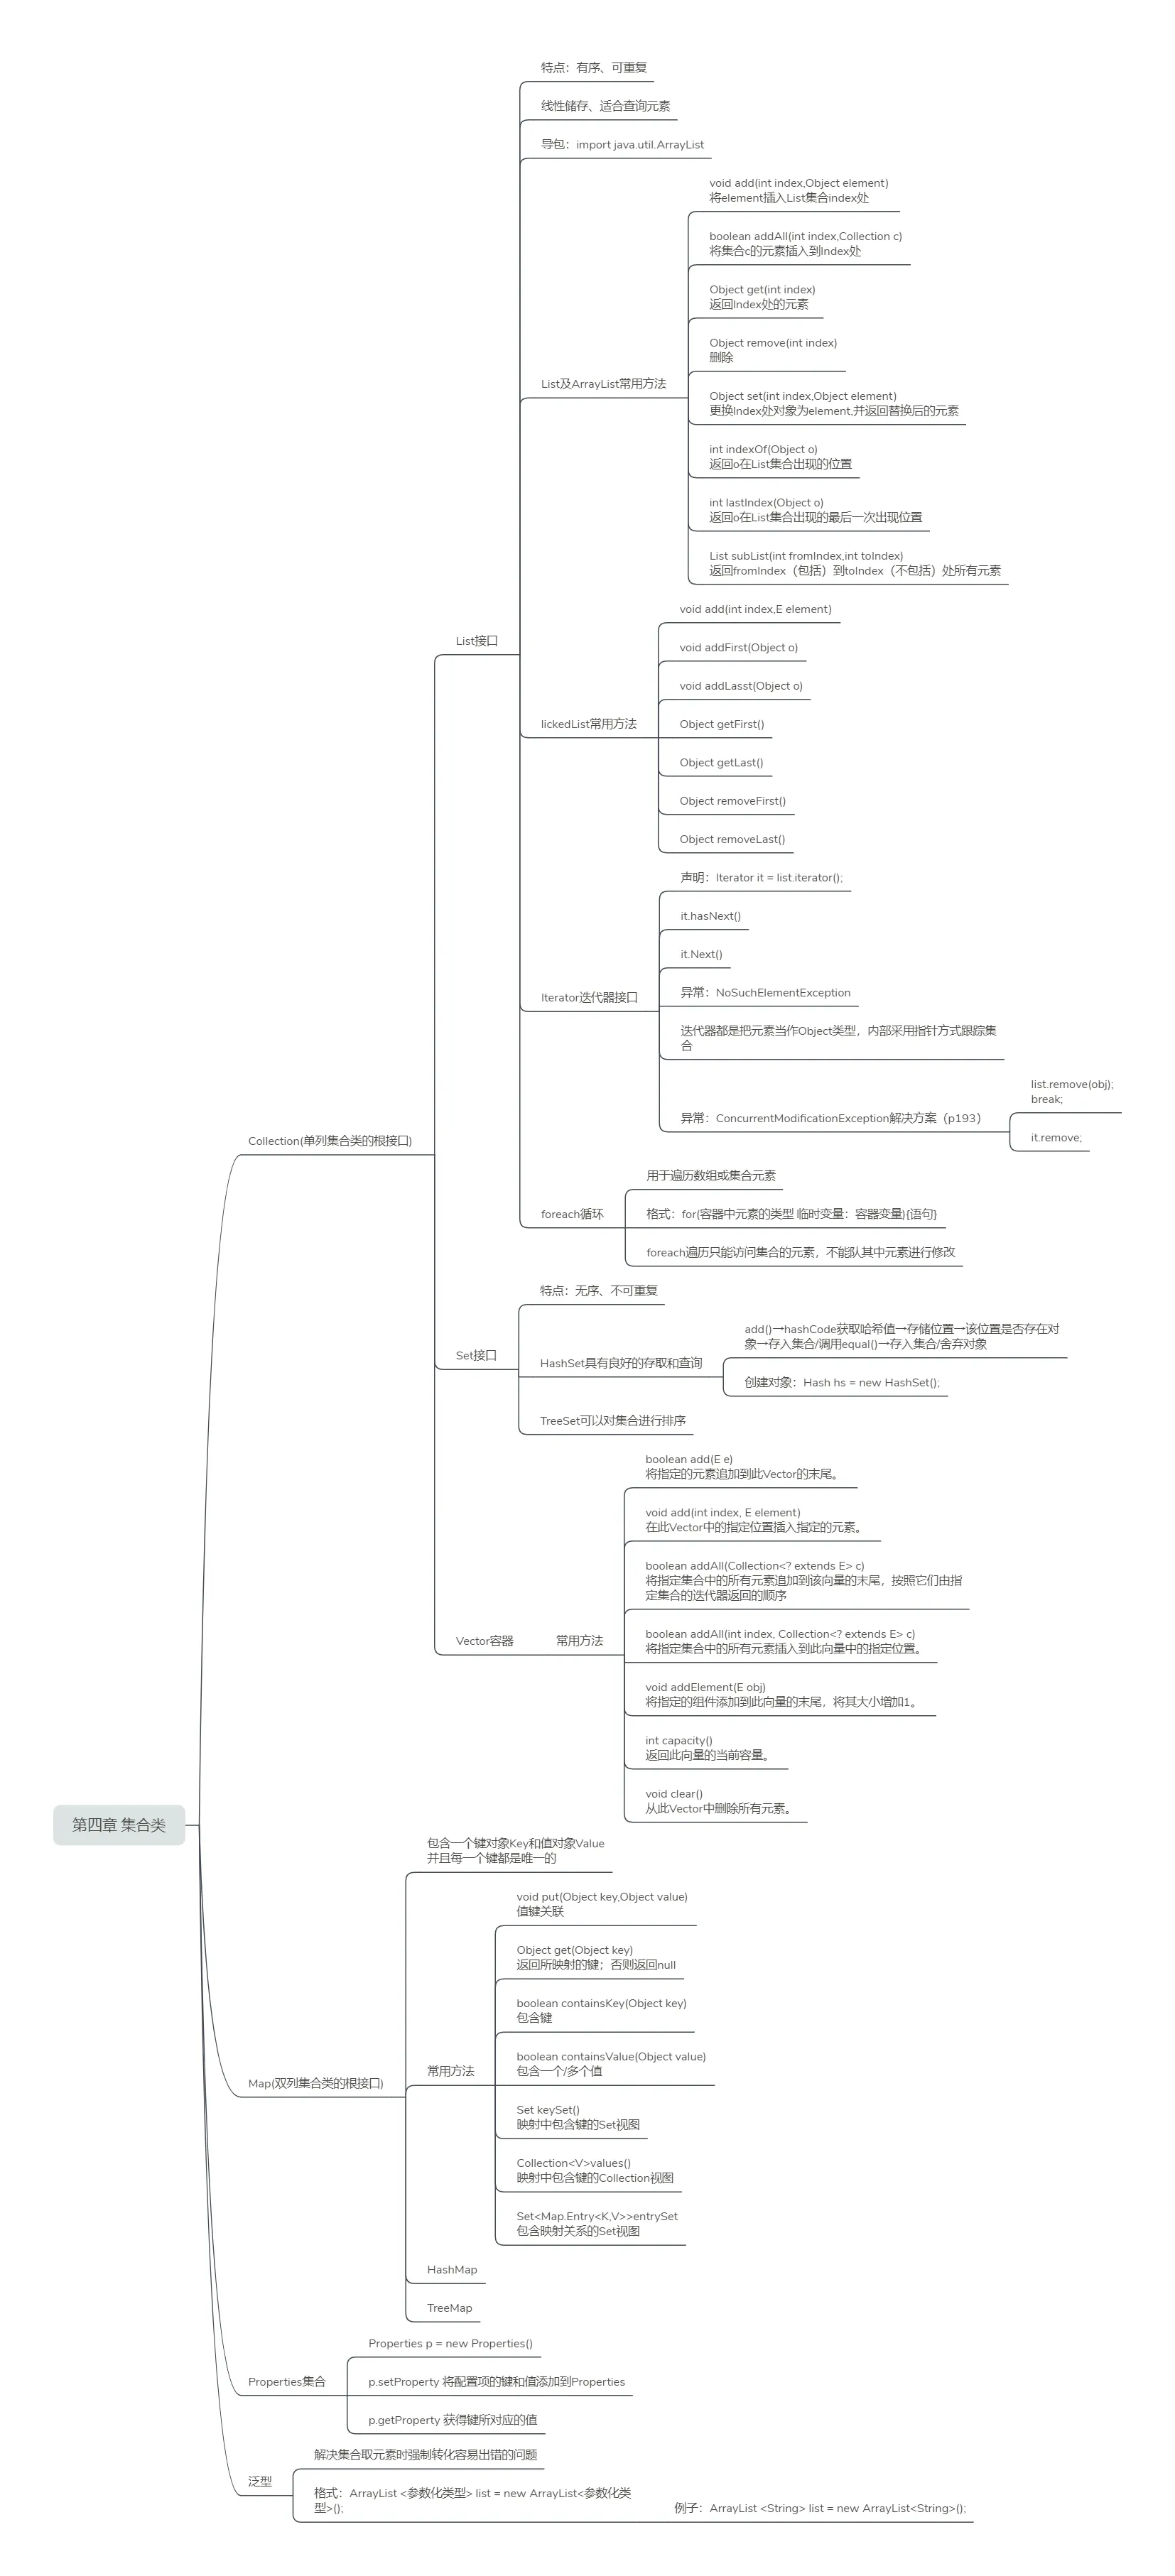 特点：有序、可重复
线性储存、适合查询元素
导包：import java.util.ArrayList
void add(int index,Object element)
将element插入List集合index处
boolean addAll(int index,Collection c)
将集合c的元素插入到Index处
Object get(int index)
返回Index处的元素
Object remove(int index)
删除
List及ArrayList常用方法
Object set(int index,Object element)
更换Index处对象为element,并返回替换后的元素
int indexOf(Object o)
返回o在List集合出现的位置
int lastIndex(Object o)
返回o在List集合出现的最后一次出现位置
List subList(int fromIndex,int toIndex)
返回fromIndex（包括）到toIndex（不包括）处所有元素
List接口
void add(int index,E element)
void addFirst(Object o)
void addLasst(Object o)
lickedList常用方法
Object getFirst()
Object getLast()
Object removeFirst()
Object removeLast()
声明：Iterator it = list.iterator();
it.hasNext()
it.Next()
Iterator迭代器接口
异常：NoSuchElementException
迭代器都是把元素当作Object类型，内部采用指针方式跟踪集
合
异常：ConcurrentModificationException解决方案（p193）
list.remove(obj);
break;
it.remove;
Collection(单列集合类的根接口)
用于遍历数组或集合元素
foreach循环
格式：for(容器中元素的类型 临时变量：容器变量){语句}
foreach遍历只能访问集合的元素，不能队其中元素进行修改
特点：无序、不可重复
Set接口
HashSet具有良好的存取和查询
add()→hashCode获取哈希值→存储位置→该位置是否存在对
象→存入集合/调用equal()→存入集合/舍弃对象
创建对象：Hash hs = new HashSet();
TreeSet可以对集合进行排序
boolean add(E e)
将指定的元素追加到此Vector的末尾。
void add(int index, E element)
在此Vector中的指定位置插入指定的元素。
boolean addAll(Collection<? extends E> c)
将指定集合中的所有元素追加到该向量的末尾，按照它们由指
定集合的迭代器返回的顺序
Vector容器
常用方法
boolean addAll(int index, Collection<? extends E> c)
将指定集合中的所有元素插入到此向量中的指定位置。
void addElement(E obj)
将指定的组件添加到此向量的末尾，将其大小增加1。
int capacity()
返回此向量的当前容量。
void clear()
从此Vector中删除所有元素。
第四章 集合类
包含一个键对象Key和值对象Value
并且每一个键都是唯一的
void put(Object key,Object value)
值键关联
Object get(Object key)
返回所映射的键；否则返回null
boolean containsKey(Object key)
包含键
Map(双列集合类的根接口)
常用方法
boolean containsValue(Object value)
包含一个/多个值
Set keySet()
映射中包含键的Set视图
Collection<V>values()
映射中包含键的Collection视图
Set<Map.Entry<K,V>>entrySet
包含映射关系的Set视图
HashMap
TreeMap
Properties p = new Properties()
Properties集合
p.setProperty 将配置项的键和值添加到Properties
p.getProperty 获得键所对应的值
泛型
解决集合取元素时强制转化容易出错的问题
格式：ArrayList <参数化类型> list = new ArrayList<参数化类
型>();
例子：ArrayList <String> list = new ArrayList<String>();